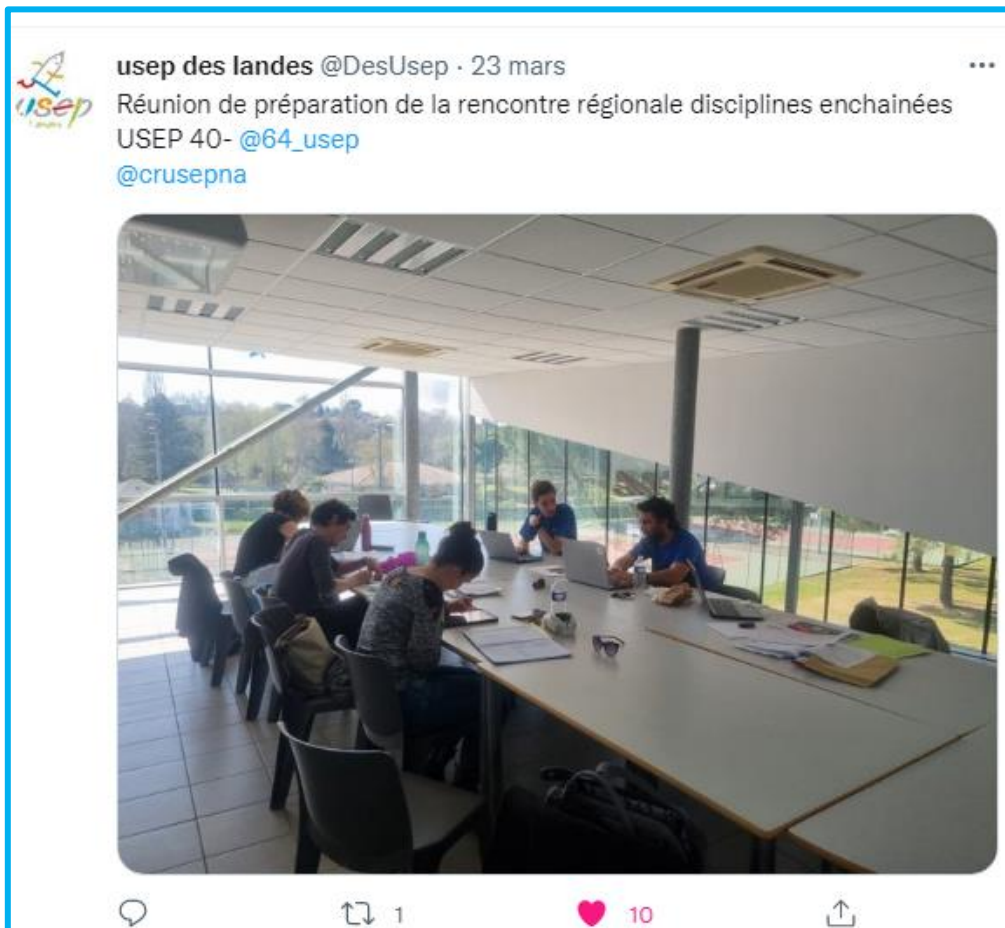 usep des landes @DesUsep · 23 mars
usep
Réunion de préparation de la rencontre régionale disciplines enchainées
USEP 40- @64_usep
@crusepna
1
10